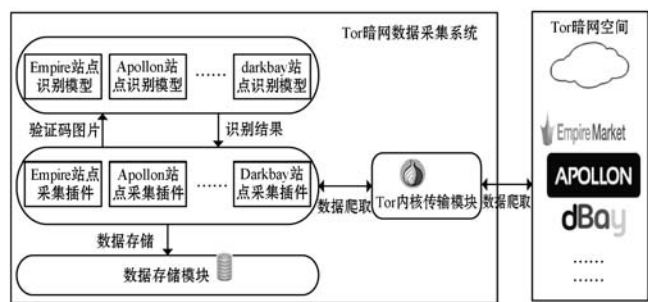 Tor暗网数据采集系统
Empire站点
识别模型
Apollon站
点识别模型
……
darkbay站
点识别模型
验证码图片
识别结果
Empire站点
采集插件
Apollon站
点采集插件
……
Darkbay站
点采集插件
数据爬取
Tor内核传输模块
数据爬取
数据存储
数据存储模块
Tor暗网空间
EmpireMarket
APOLLON
dBay
……
……